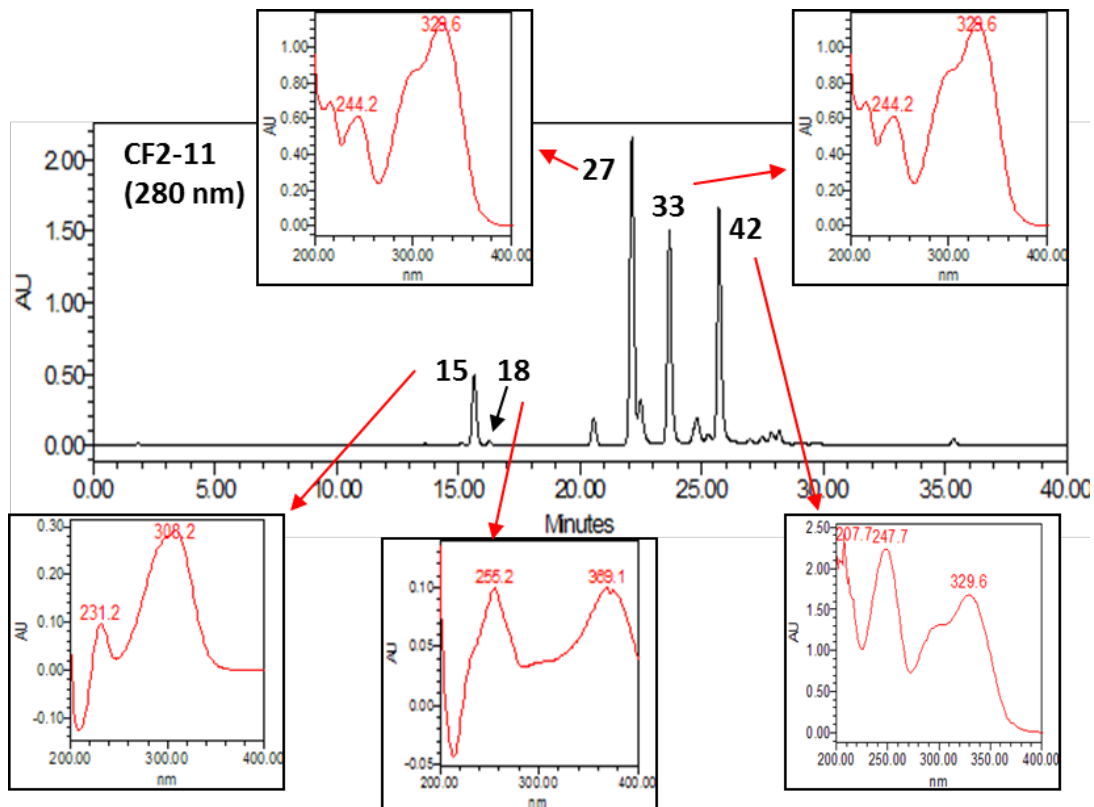 329.6
1.00
0.80
0.60
0.40
0.20
0.00
AU
244.2
200.00 300.00 400.00
nm
329.6
1.00
0.80
0.60
0.40
0.20
0.00
AU
244.2
200.00 300.00 400.00
nm
CF2-11
(280 nm)
27
33
42
15
18
AU
2.00
1.50
1.00
0.50
0.00
0.00 5.00 10.00 15.00 20.00 25.00 30.00 35.00 40.00
Minutes
308.2
231.2
AU
0.30
0.20
0.10
0.00
-0.10
200.00 300.00 400.00
nm
255.2
369.1
AU
0.10
0.05
0.00
-0.05
200.00 300.00 400.00
nm
207.7 247.7
329.6
AU
2.50
2.00
1.50
1.00
0.50
0.00
200.00 250.00 300.00 350.00 400.00
nm